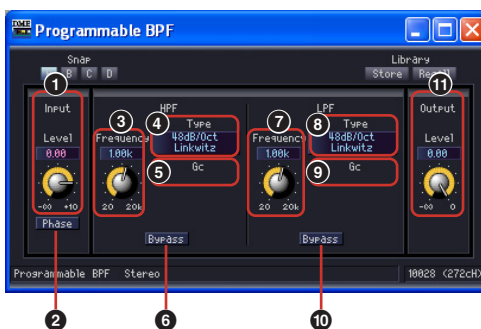 DME Programmable BPF
Snap Library
B C D Store Recall
1 11
Input HPF LPF Output
3 4 Type 7 8 Type
Level Frequency 48dB/Oct Linkwitz Frequency 48dB/Oct Linkwitz Level
0.00 1.00k 1.00k 0.00
5 Gc 9 Gc
-∞ +10 20 20k 20 20k -∞ 0
Phase
Bypass Bypass
Programmable BPF Stereo 10028 (272cH)
2 6 10